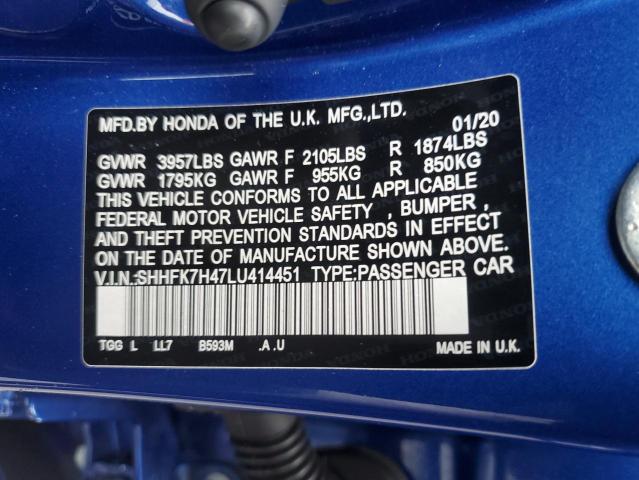 MFD.BY HONDA OF THE U.K. MFG.,LTD. 01/20
GVWR 3957LBS GAWR F 2105LBS R 1874LBS
GVWR 1795KG GAWR F 955KG R 850KG
THIS VEHICLE CONFORMS TO ALL APPLICABLE
FEDERAL MOTOR VEHICLE SAFETY , BUMPER ,
AND THEFT PREVENTION STANDARDS IN EFFECT
ON THE DATE OF MANUFACTURE SHOWN ABOVE.
V.I.N.:SHHFK7H47LU414451 TYPE:PASSENGER CAR
TGG L LL7 B593M .A .U MADE IN U.K.